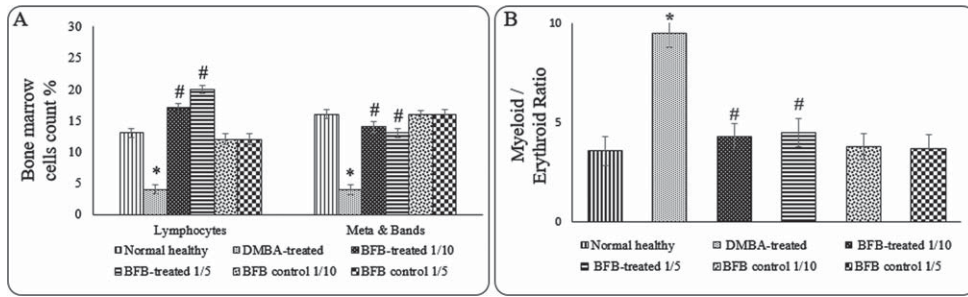 A
B
Bone marrow
cells count %
30
25
20
15
10
5
0
*
#
#
*
#
#
Lymphocytes
Meta & Bands
Normal healthy
DMBA-treated
BFB-treated 1/10
BFB-treated 1/5
BFB control 1/10
BFB control 1/5
Myeloid /
Erythroid Ratio
10
5
0
*
#
#
Normal healthy
DMBA-treated
BFB-treated 1/10
BFB-treated 1/5
BFB control 1/10
BFB control 1/5